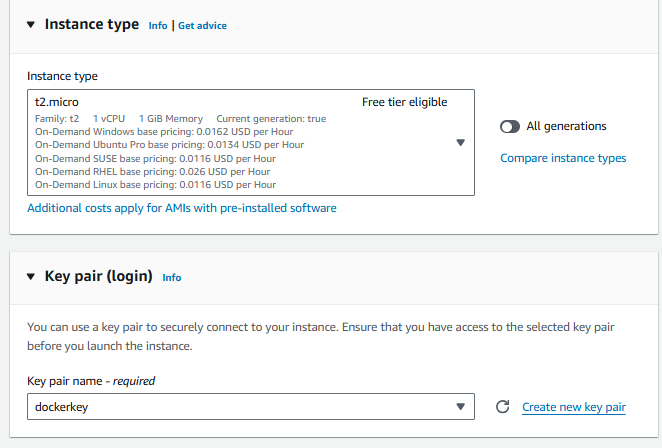 Instance type Info | Get advice
Instance type
t2.micro Free tier eligible
Family: t2 1 vCPU 1 GiB Memory Current generation: true
On-Demand Windows base pricing: 0.0162 USD per Hour
On-Demand Ubuntu Pro base pricing: 0.0134 USD per Hour
On-Demand SUSE base pricing: 0.0116 USD per Hour
On-Demand RHEL base pricing: 0.026 USD per Hour
On-Demand Linux base pricing: 0.0116 USD per Hour
All generations
Compare instance types
Additional costs apply for AMIs with pre-installed software
Key pair (login) Info
You can use a key pair to securely connect to your instance. Ensure that you have access to the selected key pair
before you launch the instance.
Key pair name - required
dockerkey
Create new key pair